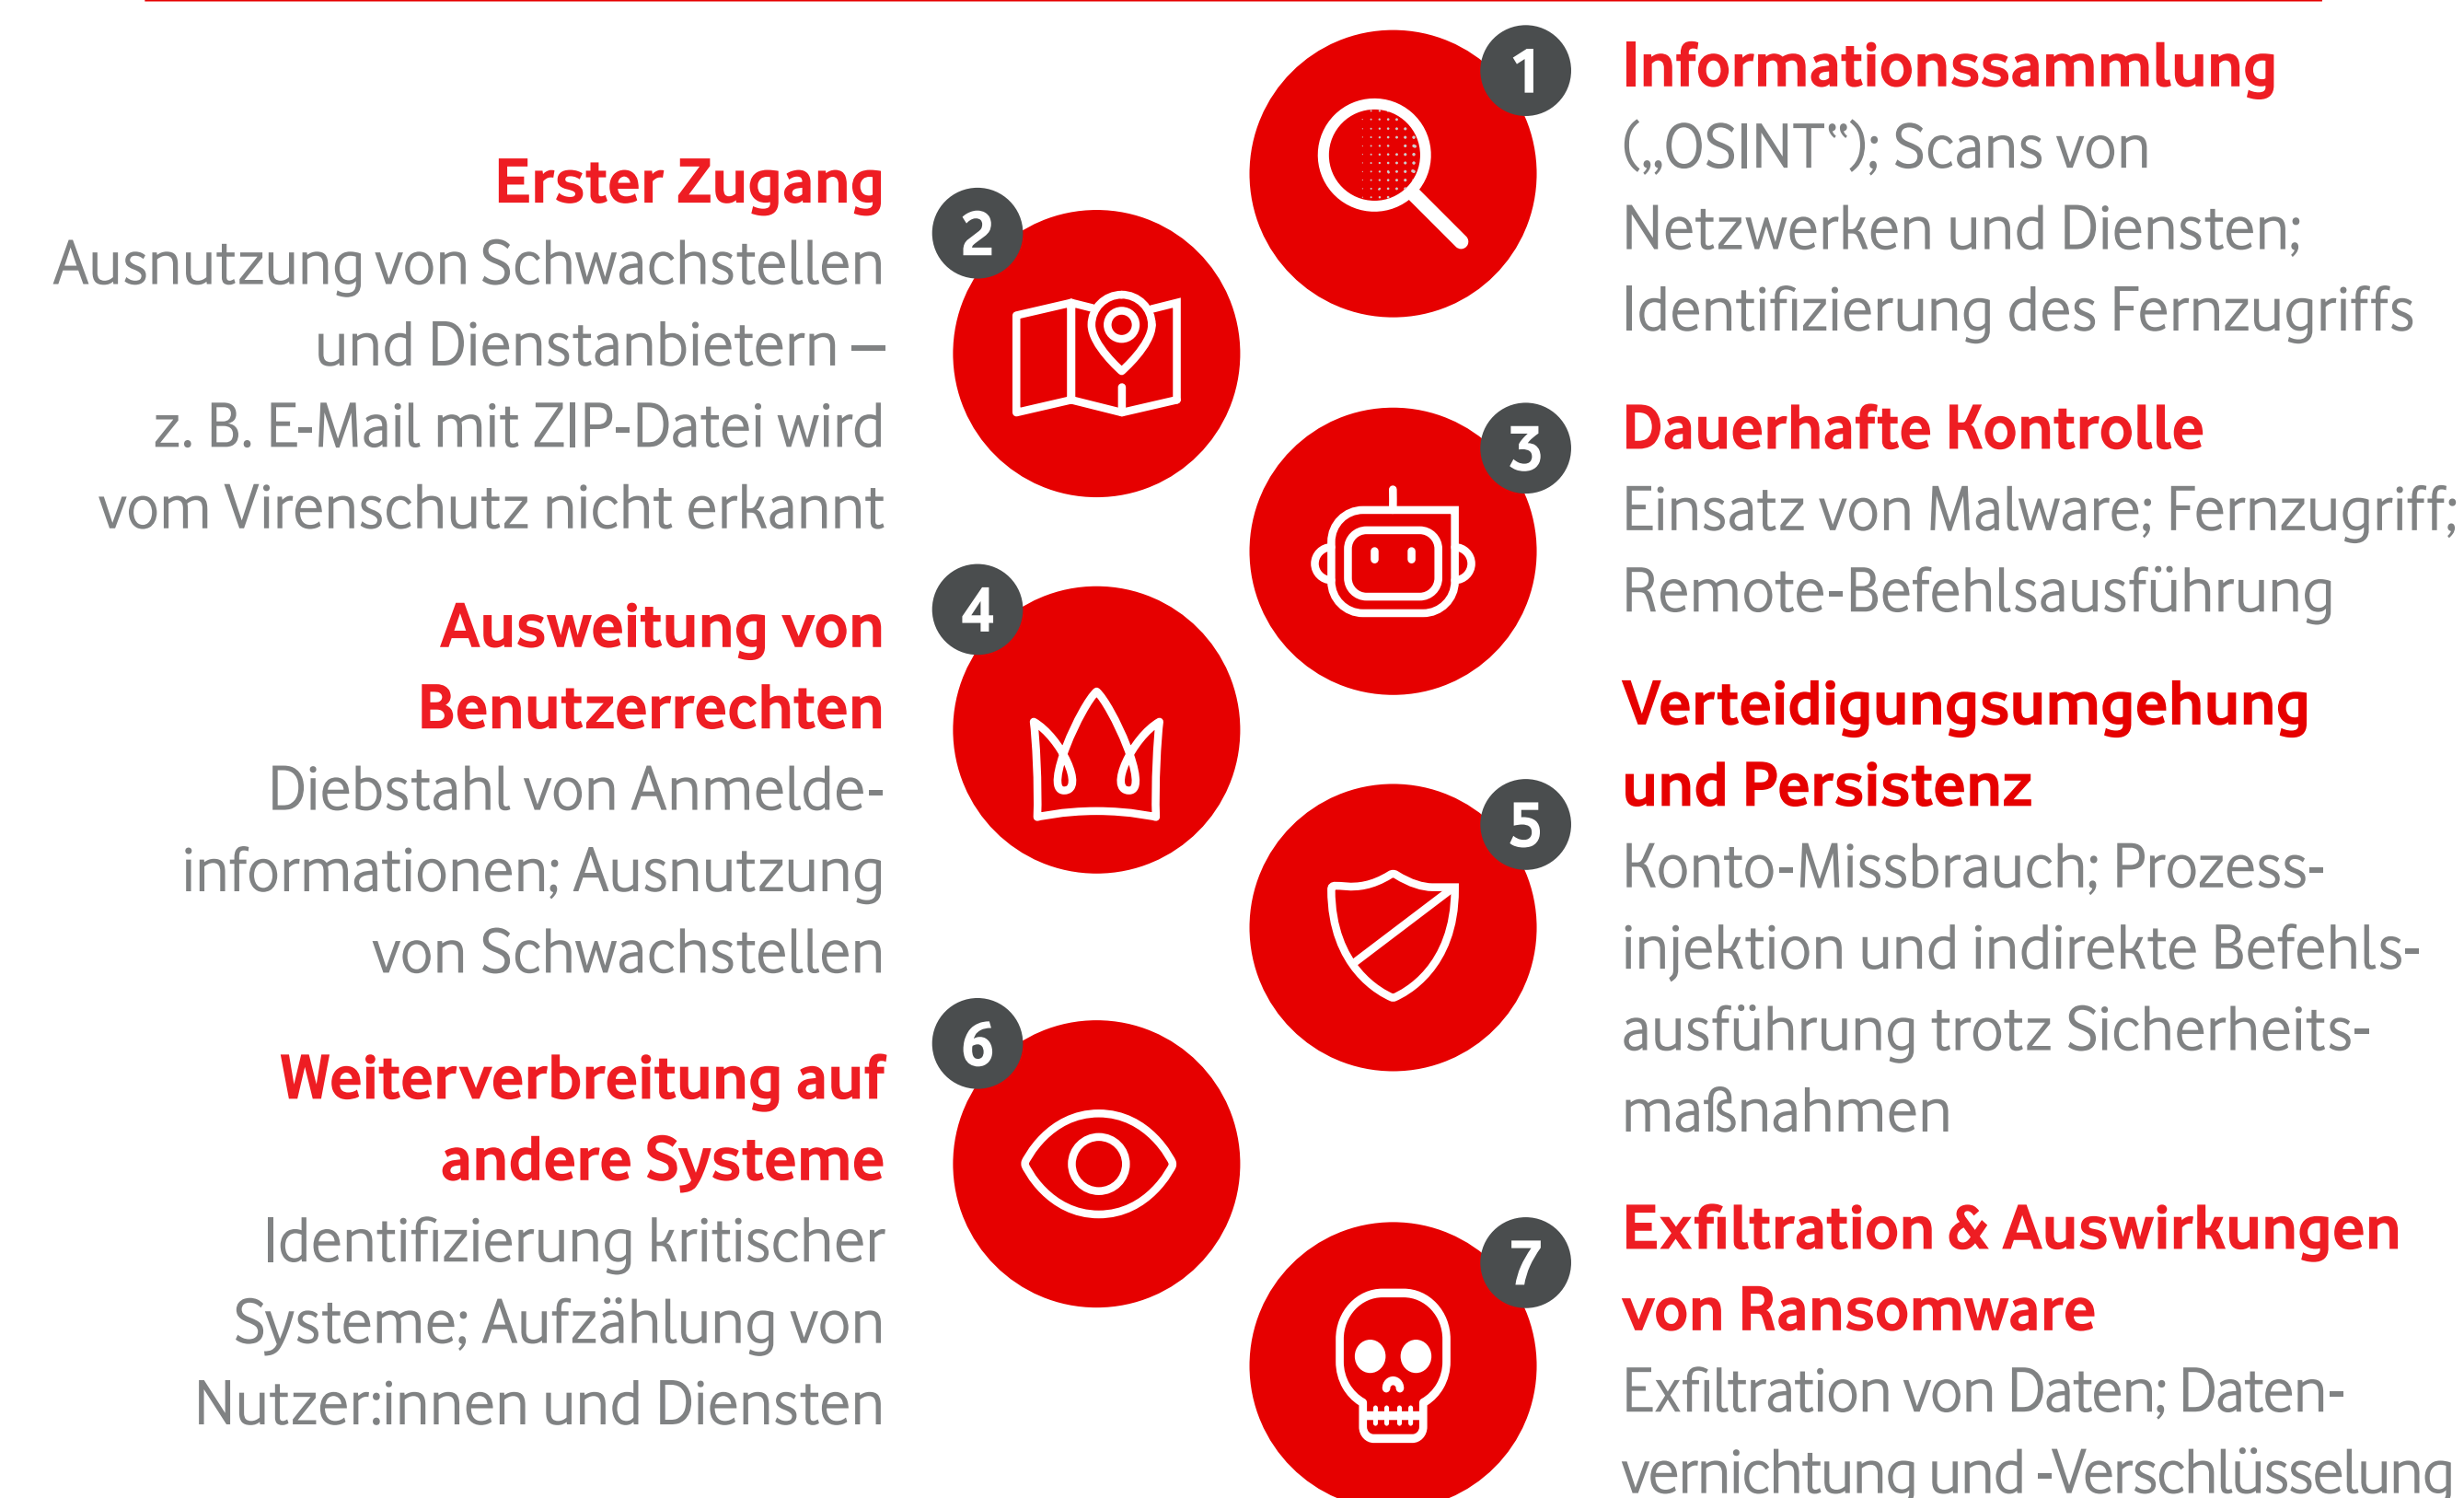 1
Informationssammlung
(„OSINT“); Scans von
Netzwerken und Diensten;
Identifizierung des Fernzugriffs
2
Erster Zugang
Ausnutzung von Schwachstellen
und Dienstanbietern —
z. B. E-Mail mit ZIP-Datei wird
vom Virenschutz nicht erkannt
3
Dauerhafte Kontrolle
Einsatz von Malware; Fernzugriff;
Remote-Befehlsausführung
4
Ausweitung von
Benutzerrechten
Diebstahl von Anmelde-
informationen; Ausnutzung
von Schwachstellen
5
Verteidigungsumgehung
und Persistenz
Konto-Missbrauch; Prozess-
injektion und indirekte Befehls-
ausführung trotz Sicherheits-
maßnahmen
6
Weiterverbreitung auf
andere Systeme
Identifizierung kritischer
Systeme; Aufzählung von
Nutzer:innen und Diensten
7
Exfiltration & Auswirkungen
von Ransomware
Exfiltration von Daten; Daten-
vernichtung und -Verschlüsselung